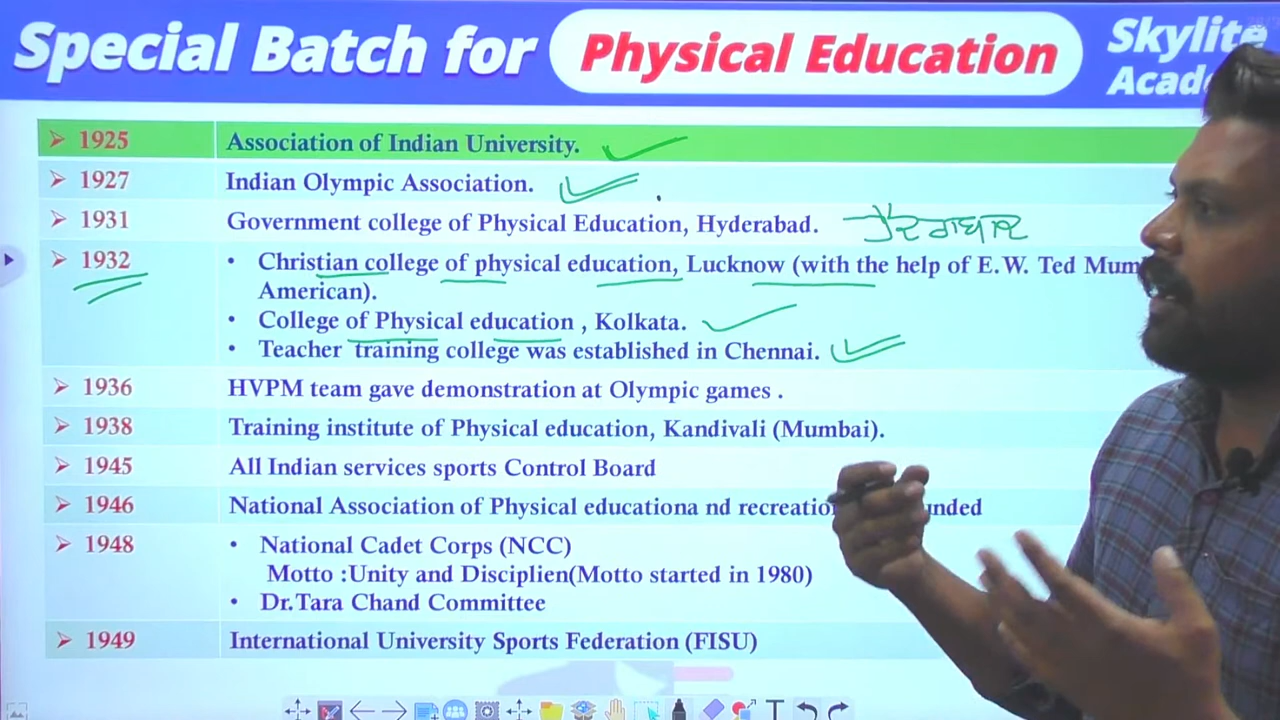 Special Batch for Physical Education Skylite
Acad
➢ 1925 Association of Indian University.
➢ 1927 Indian Olympic Association.
➢ 1931 Government college of Physical Education, Hyderabad.
➢ 1932 • Christian college of physical education, Lucknow (with the help of E.W. Ted Mum
American).
• College of Physical education , Kolkata.
• Teacher training college was established in Chennai.
➢ 1936 HVPM team gave demonstration at Olympic games .
➢ 1938 Training institute of Physical education, Kandivali (Mumbai).
➢ 1945 All Indian services sports Control Board
➢ 1946 National Association of Physical educationa nd recreatio unded
➢ 1948 • National Cadet Corps (NCC)
Motto :Unity and Disciplien(Motto started in 1980)
• Dr.Tara Chand Committee
➢ 1949 International University Sports Federation (FISU)